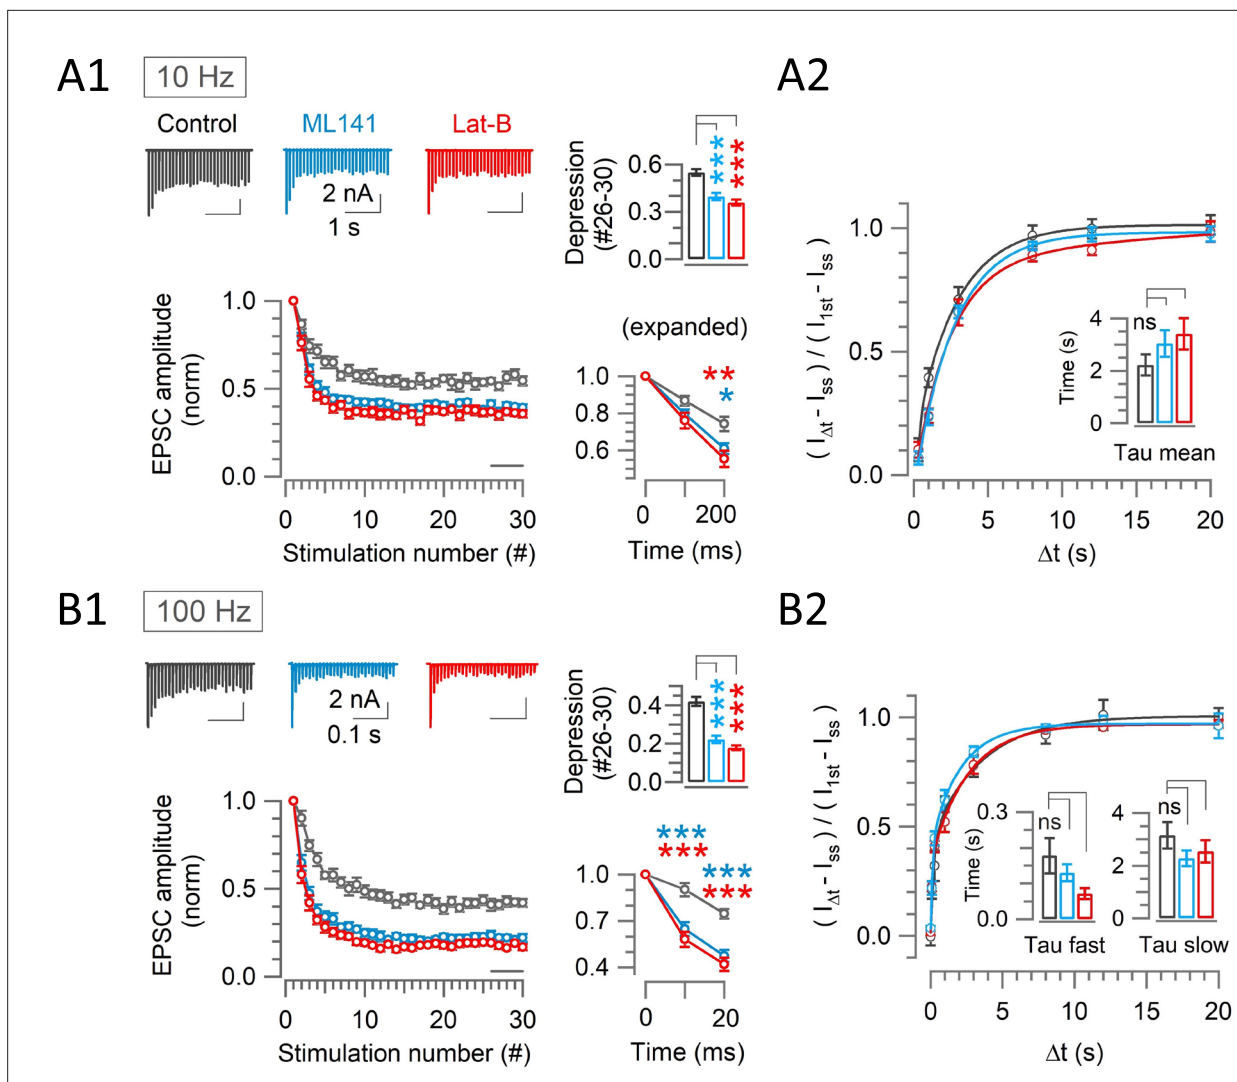 A1
10 Hz
Control
ML141
Lat-B
2 nA
1 s
Depression
(#26-30)
0.6
0.3
0.0
***
***
EPSC amplitude
(norm)
1.0
0.5
0.0
0
10
20
30
Stimulation number (#)
(expanded)
**
*
1.0
0.8
0.6
0
200
Time (ms)
A2
( I∆t - Iss ) / ( I1st - Iss )
1.0
0.5
0.0
0
5
10
15
20
∆t (s)
Time (s)
4
2
0
ns
Tau mean
B1
100 Hz
2 nA
0.1 s
Depression
(#26-30)
0.4
0.2
0.0
***
***
EPSC amplitude
(norm)
1.0
0.5
0.0
0
10
20
30
Stimulation number (#)
***
***
***
***
1.0
0.7
0.4
0
10
20
Time (ms)
B2
( I∆t - Iss ) / ( I1st - Iss )
1.0
0.5
0.0
0
5
10
15
20
∆t (s)
Time (s)
0.3
0.0
ns
Tau fast
4
2
0
ns
Tau slow